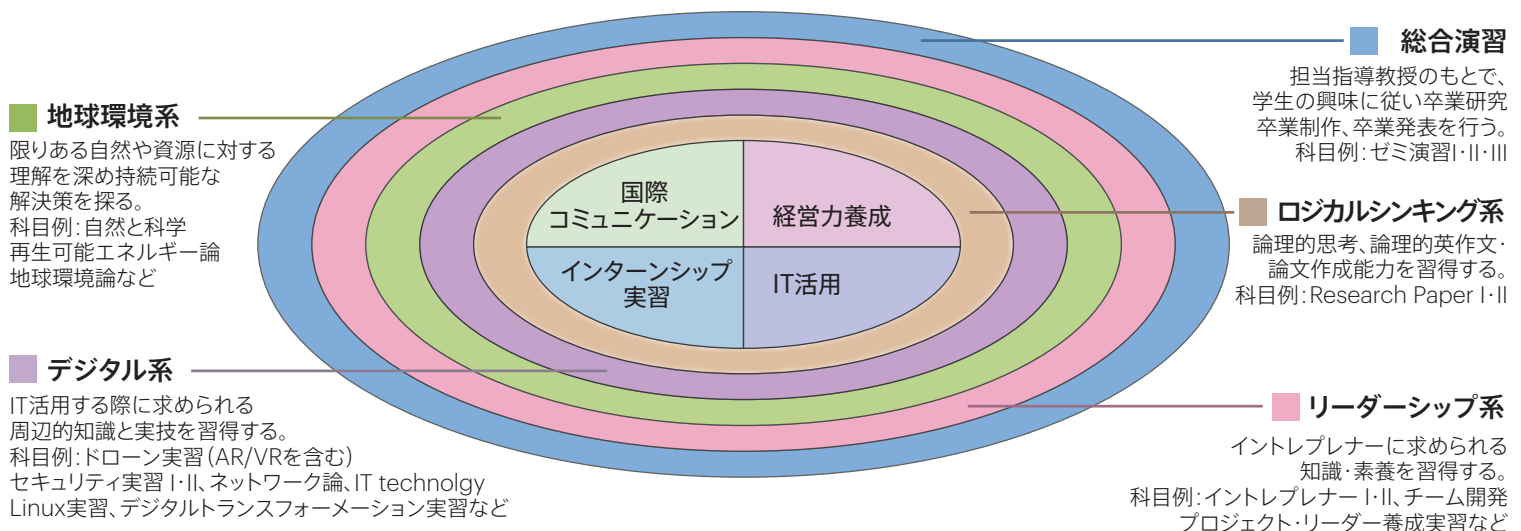 総合演習
担当指導教授のもとで、
学生の興味に従い卒業研究
卒業制作、卒業発表を行う。
科目例：ゼミ演習I・II・III
地球環境系
限りある自然や資源に対する
理解を深め持続可能な
解決策を探る。
科目例：自然と科学
再生可能エネルギー論
地球環境論など
国際
コミュニケーション
経営力養成
インターンシップ
実習
IT活用
ロジカルシンキング系
論理的思考、論理的英作文・
論文作成能力を習得する。
科目例：Research Paper I・II
デジタル系
IT活用する際に求められる
周辺的知識と実技を習得する。
科目例：ドローン実習（AR/VRを含む）
セキュリティ実習 I・II、ネットワーク論、IT technolgy
Linux実習、デジタルトランスフォーメーション実習など
リーダーシップ系
イントレプレナーに求められる
知識・素養を習得する。
科目例：イントレプレナー I・II、チーム開発
プロジェクト・リーダー養成実習など